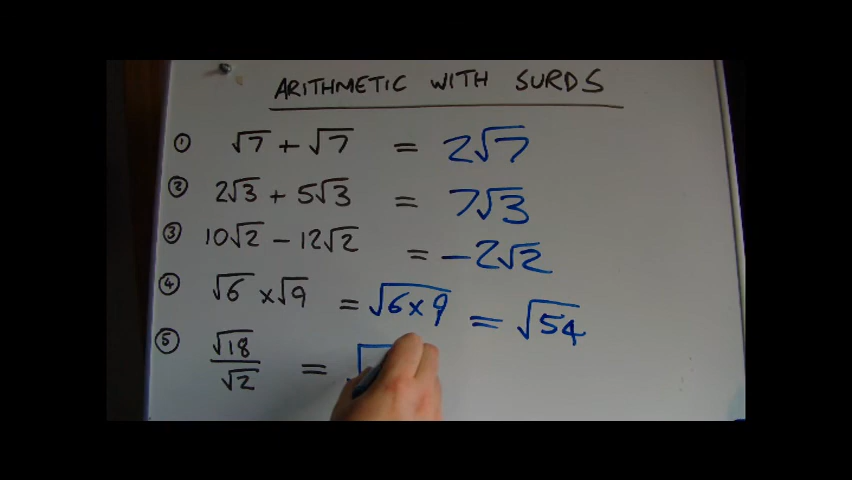 ARITHMETIC WITH SURDS
① √7 + √7 = 2√7
② 2√3 + 5√3 = 7√3
③ 10√2 - 12√2 = -2√2
④ √6 × √9 = √6×9 = √54
⑤ √18/√2 = √